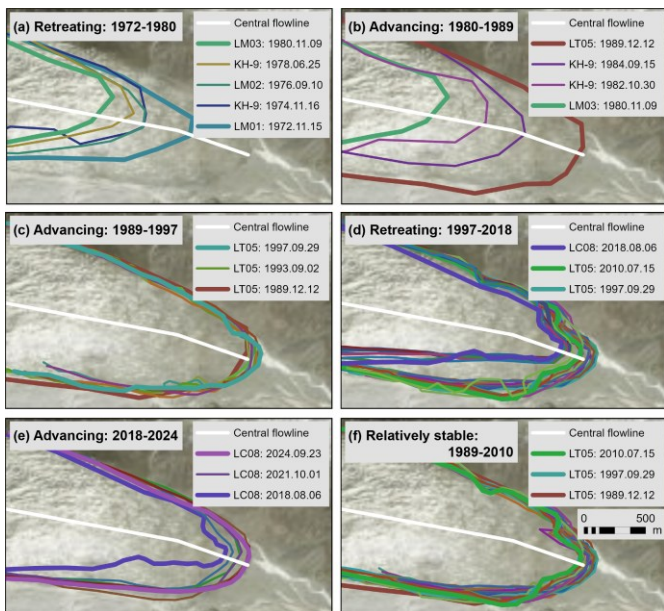 (a) Retreating: 1972-1980
Central flowline
LM03: 1980.11.09
KH-9: 1978.06.25
LM02: 1976.09.10
KH-9: 1974.11.16
LM01: 1972.11.15
(b) Advancing: 1980-1989
Central flowline
LT05: 1989.12.12
KH-9: 1984.09.15
KH-9: 1982.10.30
LM03: 1980.11.09
(c) Advancing: 1989-1997
Central flowline
LT05: 1997.09.29
LT05: 1993.09.02
LT05: 1989.12.12
(d) Retreating: 1997-2018
Central flowline
LC08: 2018.08.06
LT05: 2010.07.15
LT05: 1997.09.29
(e) Advancing: 2018-2024
Central flowline
LC08: 2024.09.23
LC08: 2021.10.01
LC08: 2018.08.06
(f) Relatively stable:
1989-2010
Central flowline
LT05: 2010.07.15
LT05: 1997.09.29
LT05: 1989.12.12
0 500
m